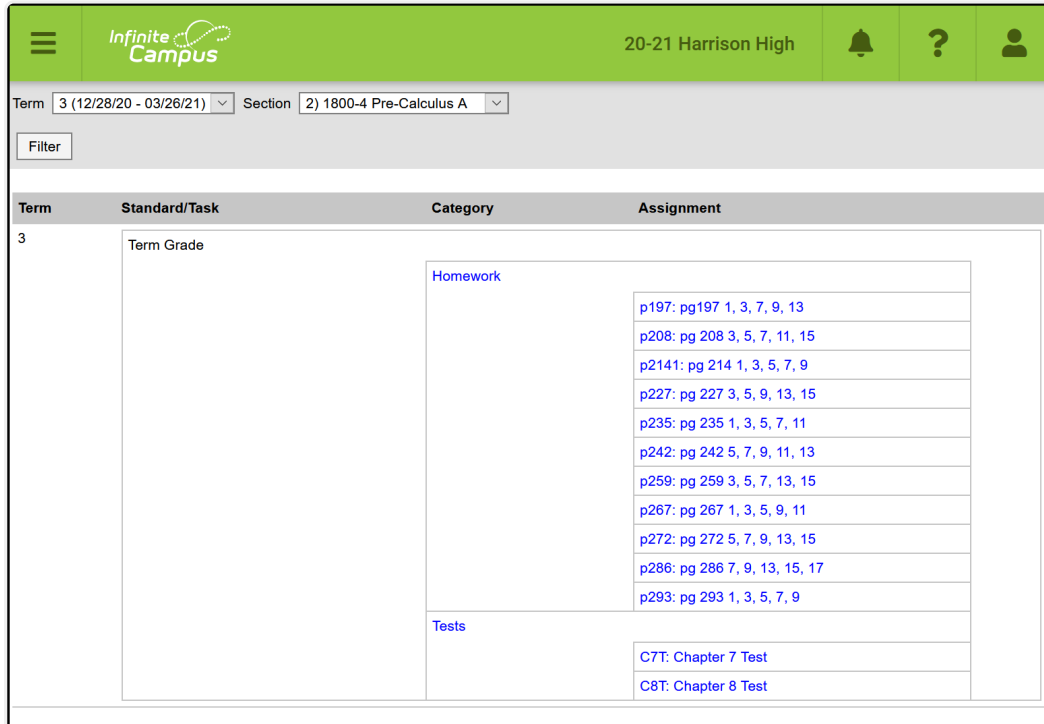 Infinite
Campus
20-21 Harrison High
?
Term 3 (12/28/20 - 03/26/21) Section 2) 1800-4 Pre-Calculus A
Filter
Term Standard/Task Category Assignment
3
Term Grade
Homework
p197: pg197 1, 3, 7, 9, 13
p208: pg 208 3, 5, 7, 11, 15
p2141: pg 214 1, 3, 5, 7, 9
p227: pg 227 3, 5, 9, 13, 15
p235: pg 235 1, 3, 5, 7, 11
p242: pg 242 5, 7, 9, 11, 13
p259: pg 259 3, 5, 7, 13, 15
p267: pg 267 1, 3, 5, 9, 11
p272: pg 272 5, 7, 9, 13, 15
p286: pg 286 7, 9, 13, 15, 17
p293: pg 293 1, 3, 5, 7, 9
Tests
C7T: Chapter 7 Test
C8T: Chapter 8 Test